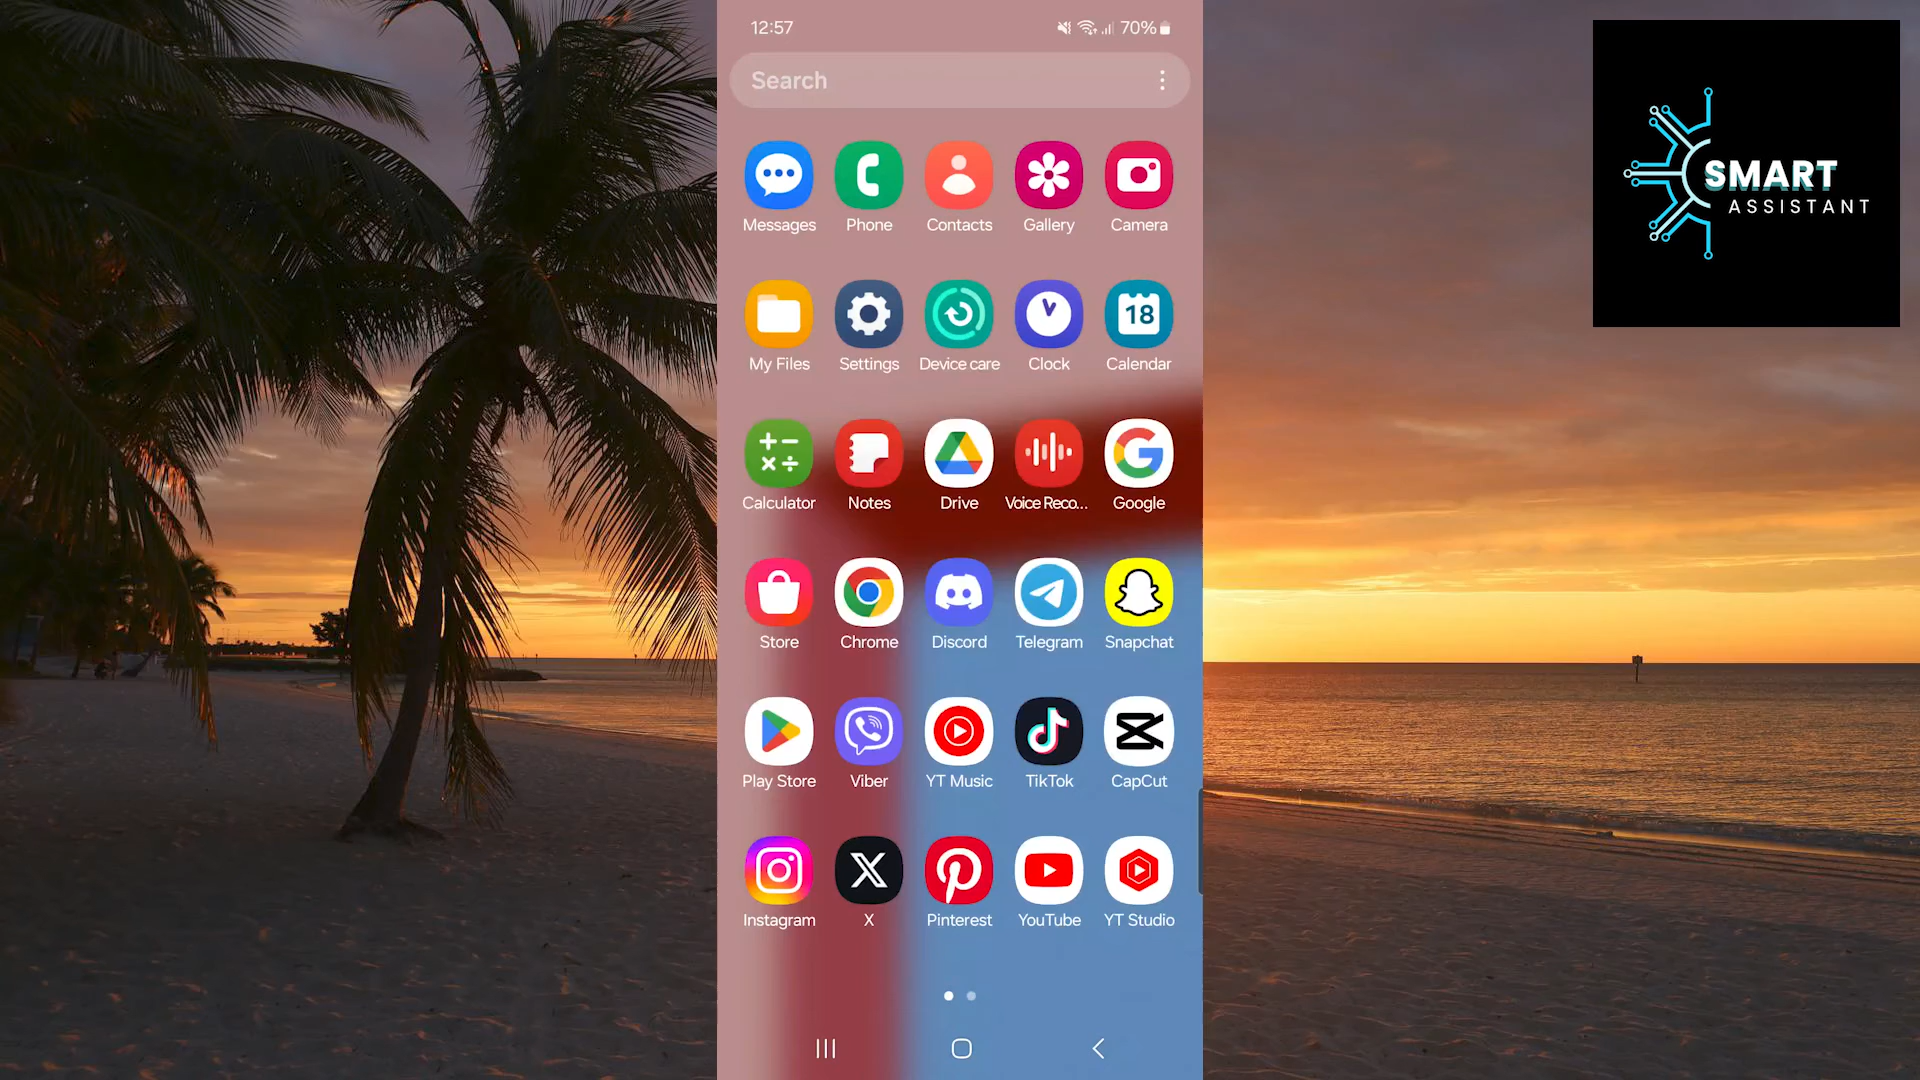 12:57
70%
Search
Messages Phone Contacts Gallery Camera
18
My Files Settings Device care Clock Calendar
Calculator Notes Drive Voice Reco... Google
Store Chrome Discord Telegram Snapchat
Play Store Viber YT Music TikTok CapCut
Instagram X Pinterest YouTube YT Studio
SMART
ASSISTANT